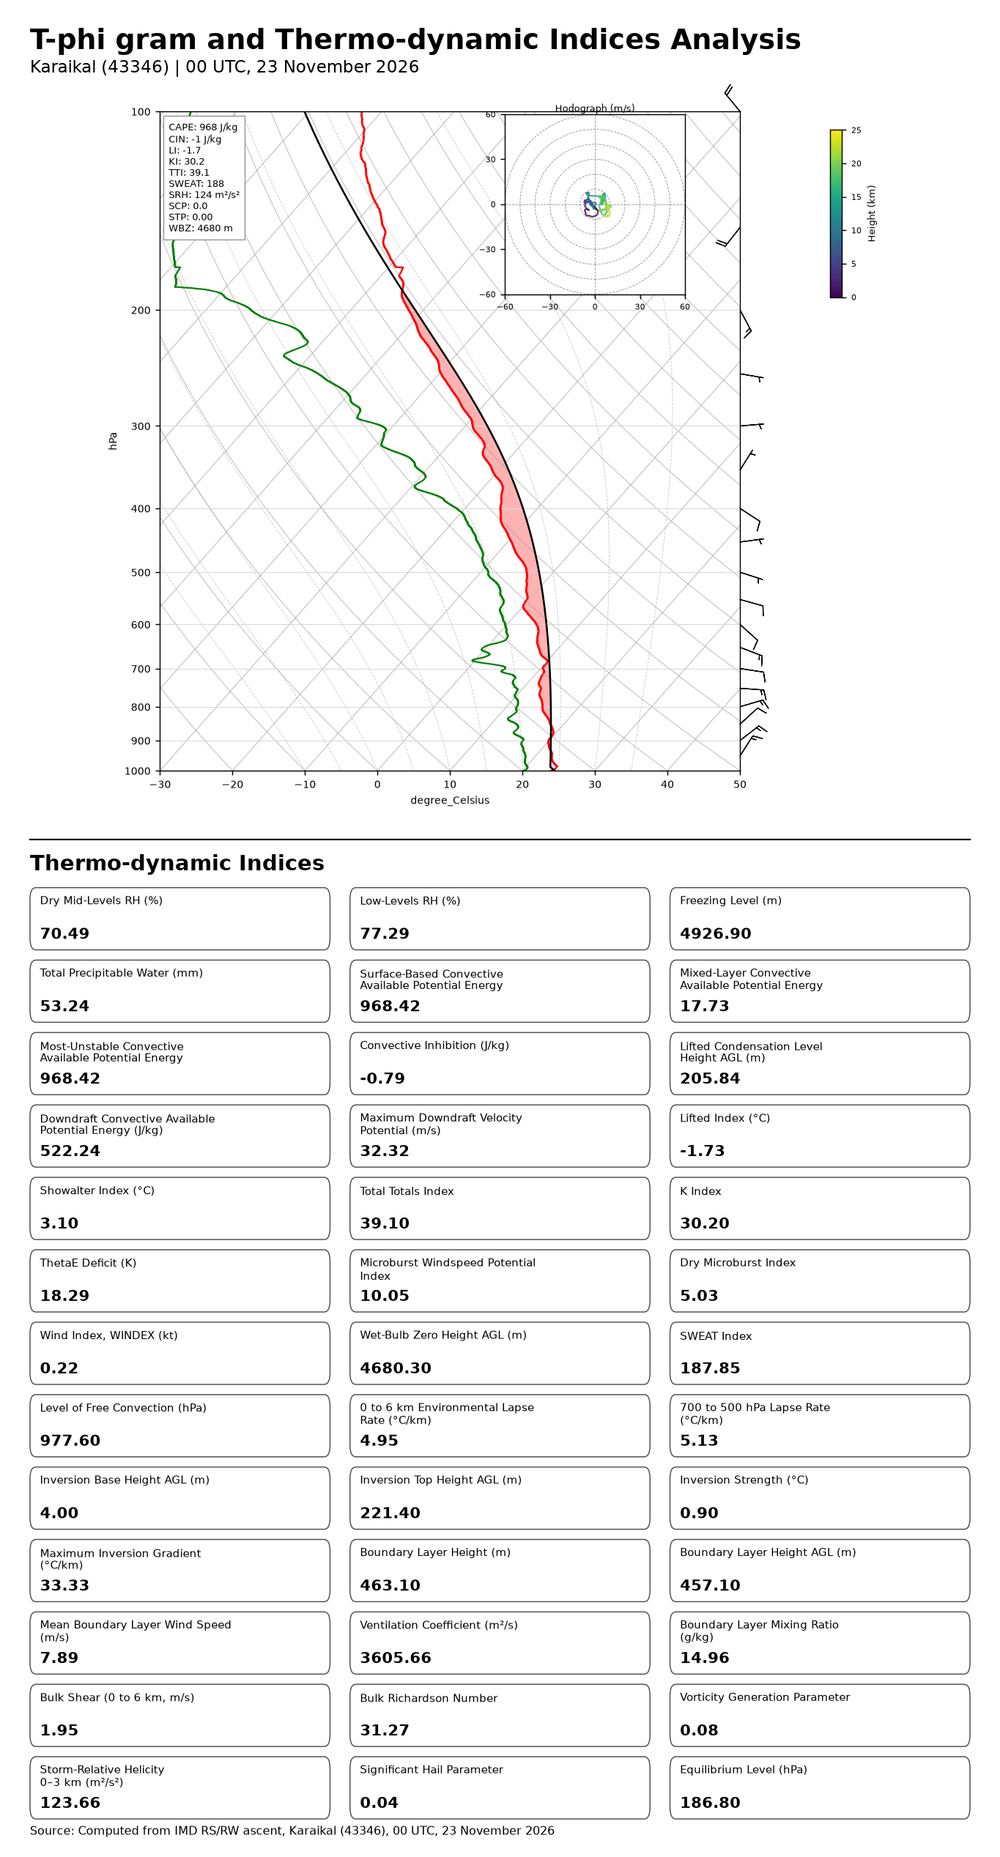 T-phi gram and Thermo-dynamic Indices Analysis
Karaikal (43346) | 00 UTC, 23 November 2026
Hodograph (m/s)
CAPE: 968 J/kg
CIN: -1 J/kg
LI: -1.7
KI: 30.2
TTI: 39.1
SWEAT: 188
SRH: 124 m²/s²
SCP: 0.0
STP: 0.00
WBZ: 4680 m
60
30
0
−30
−60
−60 −30 0 30 60
25
20
15
10
5
0
Height (km)
100
200
300
400
500
600
700
800
900
1000
hPa
−30 −20 −10 0 10 20 30 40 50
degree_Celsius
Thermo-dynamic Indices
Dry Mid-Levels RH (%)
70.49
Low-Levels RH (%)
77.29
Freezing Level (m)
4926.90
Total Precipitable Water (mm)
53.24
Surface-Based Convective
Available Potential Energy
968.42
Mixed-Layer Convective
Available Potential Energy
17.73
Most-Unstable Convective
Available Potential Energy
968.42
Convective Inhibition (J/kg)
-0.79
Lifted Condensation Level
Height AGL (m)
205.84
Downdraft Convective Available
Potential Energy (J/kg)
522.24
Maximum Downdraft Velocity
Potential (m/s)
32.32
Lifted Index (°C)
-1.73
Showalter Index (°C)
3.10
Total Totals Index
39.10
K Index
30.20
ThetaE Deficit (K)
18.29
Microburst Windspeed Potential
Index
10.05
Dry Microburst Index
5.03
Wind Index, WINDEX (kt)
0.22
Wet-Bulb Zero Height AGL (m)
4680.30
SWEAT Index
187.85
Level of Free Convection (hPa)
977.60
0 to 6 km Environmental Lapse
Rate (°C/km)
4.95
700 to 500 hPa Lapse Rate
(°C/km)
5.13
Inversion Base Height AGL (m)
4.00
Inversion Top Height AGL (m)
221.40
Inversion Strength (°C)
0.90
Maximum Inversion Gradient
(°C/km)
33.33
Boundary Layer Height (m)
463.10
Boundary Layer Height AGL (m)
457.10
Mean Boundary Layer Wind Speed
(m/s)
7.89
Ventilation Coefficient (m²/s)
3605.66
Boundary Layer Mixing Ratio
(g/kg)
14.96
Bulk Shear (0 to 6 km, m/s)
1.95
Bulk Richardson Number
31.27
Vorticity Generation Parameter
0.08
Storm-Relative Helicity
0–3 km (m²/s²)
123.66
Significant Hail Parameter
0.04
Equilibrium Level (hPa)
186.80
Source: Computed from IMD RS/RW ascent, Karaikal (43346), 00 UTC, 23 November 2026